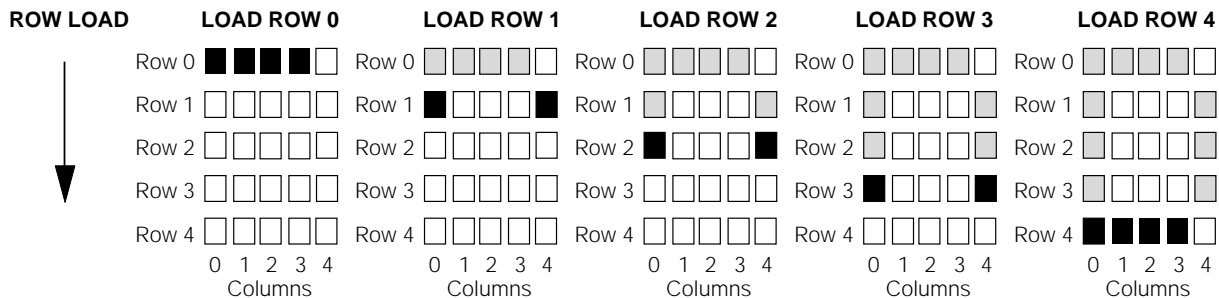 ROW LOAD LOAD ROW 0 LOAD ROW 1 LOAD ROW 2 LOAD ROW 3 LOAD ROW 4
Row 0 Row 0 Row 0 Row 0 Row 0
Row 1 Row 1 Row 1 Row 1 Row 1
Row 2 Row 2 Row 2 Row 2 Row 2
Row 3 Row 3 Row 3 Row 3 Row 3
Row 4 Row 4 Row 4 Row 4 Row 4
0 1 2 3 4 0 1 2 3 4 0 1 2 3 4 0 1 2 3 4 0 1 2 3 4
Columns Columns Columns Columns Columns